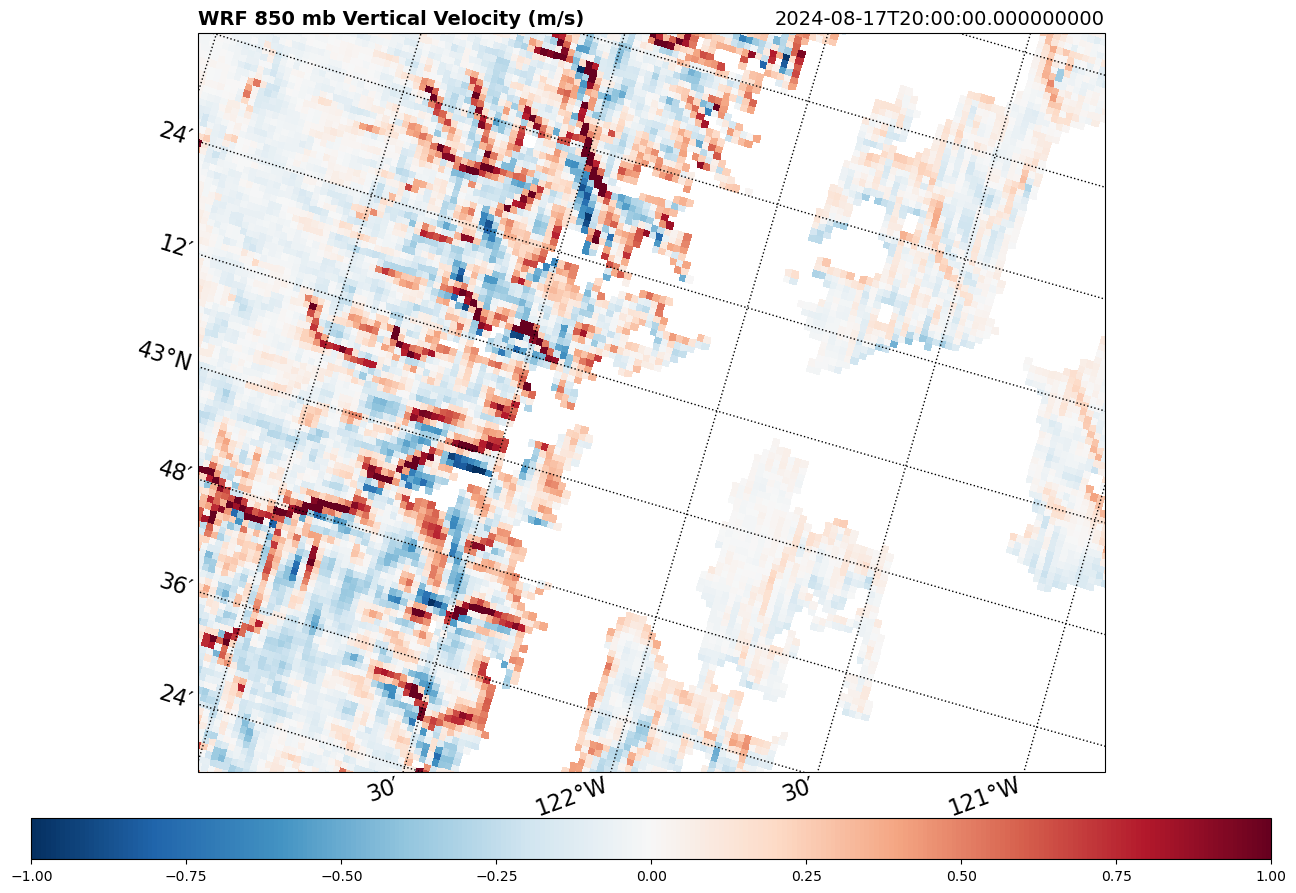 WRF 850 mb Vertical Velocity (m/s) 2024-08-17T20:00:00.000000000
24′
12′
43°N
48′
36′
24′
30′ 122°W 30′ 121°W
−1.00 −0.75 −0.50 −0.25 0.00 0.25 0.50 0.75 1.00